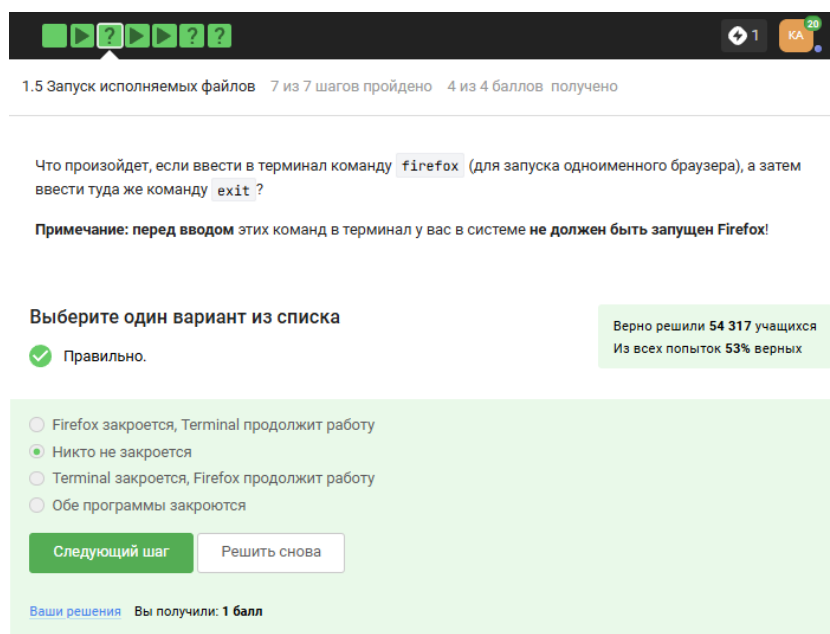 ? ? ?
1
КА
20
1.5 Запуск исполняемых файлов 7 из 7 шагов пройдено 4 из 4 баллов получено
Что произойдет, если ввести в терминал команду firefox (для запуска одноименного браузера), а затем
ввести туда же команду exit ?
Примечание: перед вводом этих команд в терминал у вас в системе не должен быть запущен Firefox!
Выберите один вариант из списка
Правильно.
Верно решили 54 317 учащихся
Из всех попыток 53% верных
Firefox закроется, Terminal продолжит работу
Никто не закроется
Terminal закроется, Firefox продолжит работу
Обе программы закроются
Следующий шаг
Решить снова
Ваши решения Вы получили: 1 балл